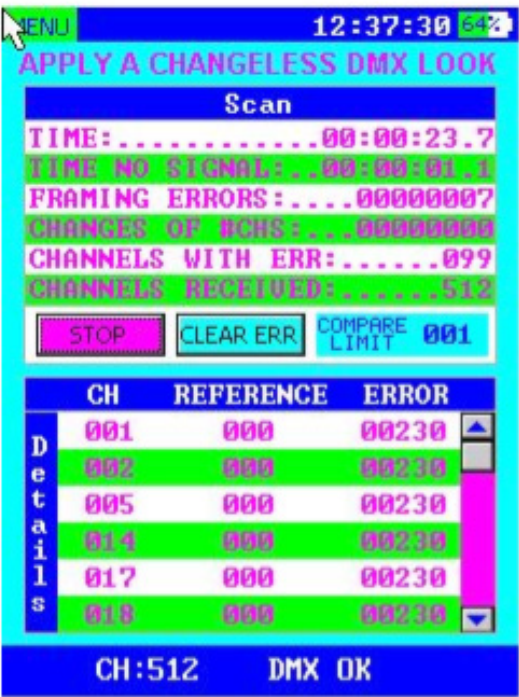 MENU 12:37:30 64%
APPLY A CHANGELESS DMX LOOK
Scan
TIME:............00:00:23.7
TIME NO SIGNAL:..00:00:01.1
FRAMING ERRORS:....00000007
CHANGES OF #CHS:...00000000
CHANNELS WITH ERR:......099
CHANNELS RECEIVED:......512
STOP CLEAR ERR COMPARE LIMIT 001
CH REFERENCE ERROR
Details
001 000 00230
002 000 00230
005 000 00230
014 000 00230
017 000 00230
018 000 00230
CH:512 DMX OK